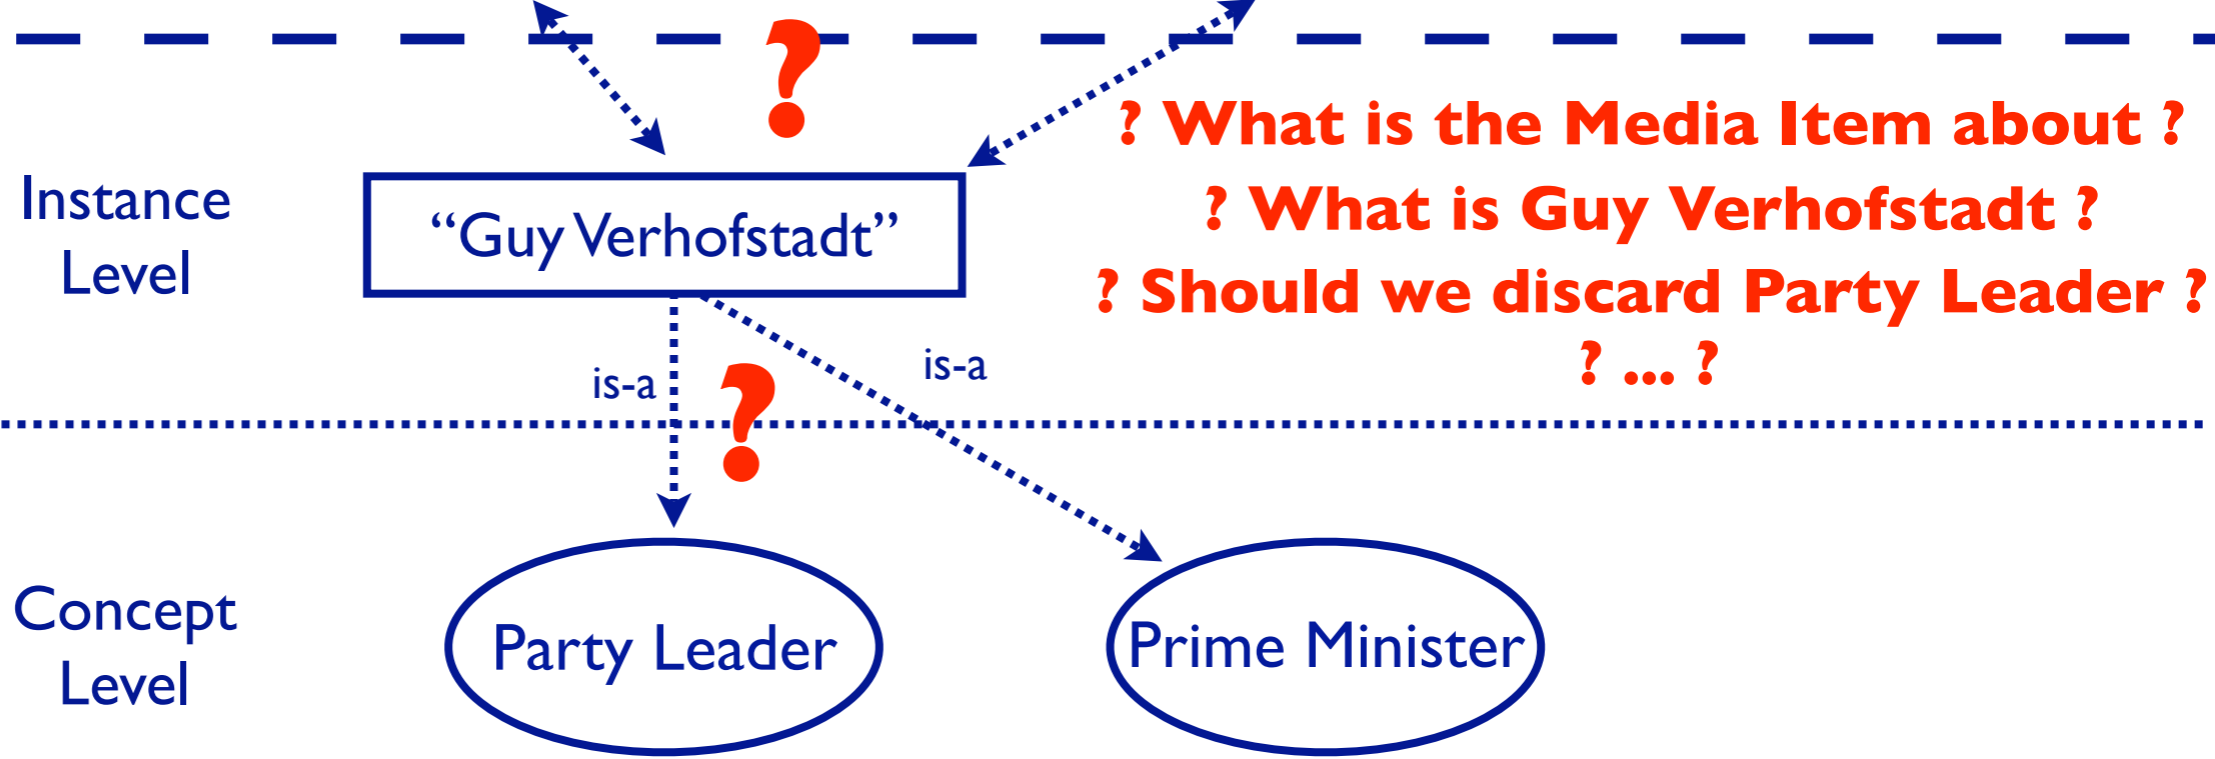 ?
? What is the Media Item about ?
Instance
Level
“Guy Verhofstadt”
? What is Guy Verhofstadt ?
? Should we discard Party Leader ?
? ... ?
is-a
?
is-a
Concept
Level
Party Leader
Prime Minister